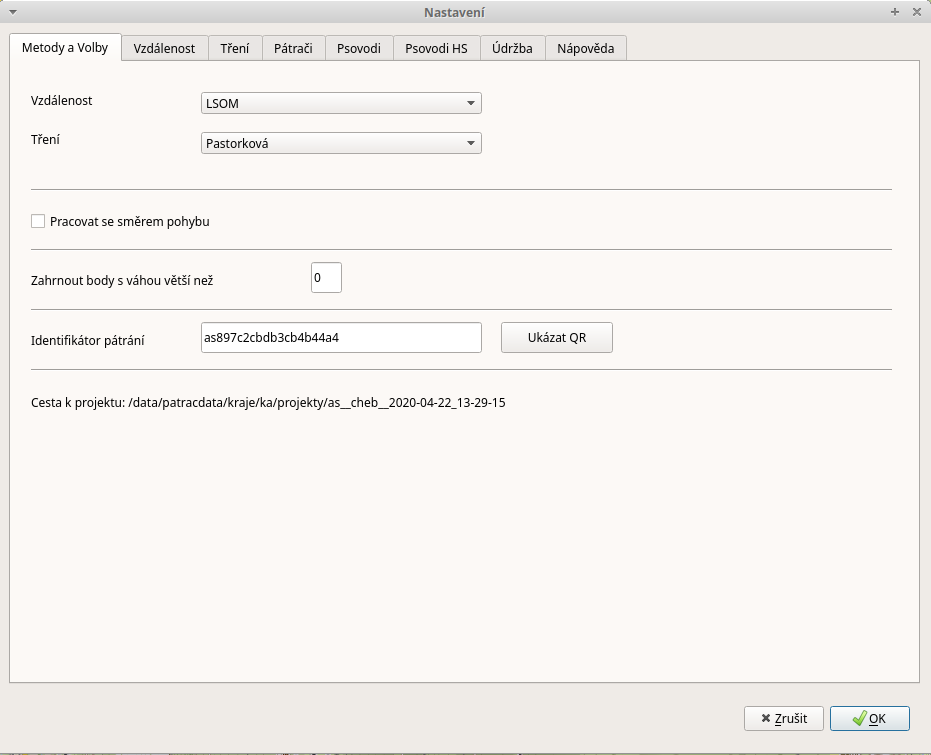 Nastavení
Metody a Volby Vzdálenost Tření Pátrači Psovodi Psovodi HS Údržba Nápověda
Vzdálenost LSOM
Tření Pastorková
Pracovat se směrem pohybu
Zahrnout body s váhou větší než 0
Identifikátor pátrání as897c2cbdb3cb4b44a4 Ukázat QR
Cesta k projektu: /data/patracdata/kraje/ka/projekty/as__cheb__2020-04-22_13-29-15
Zrušit OK